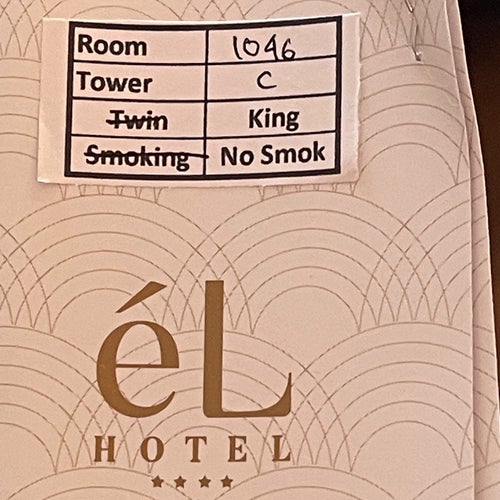 Room 1046
Tower C
Twin King
Smoking No Smok
éL
HOTEL